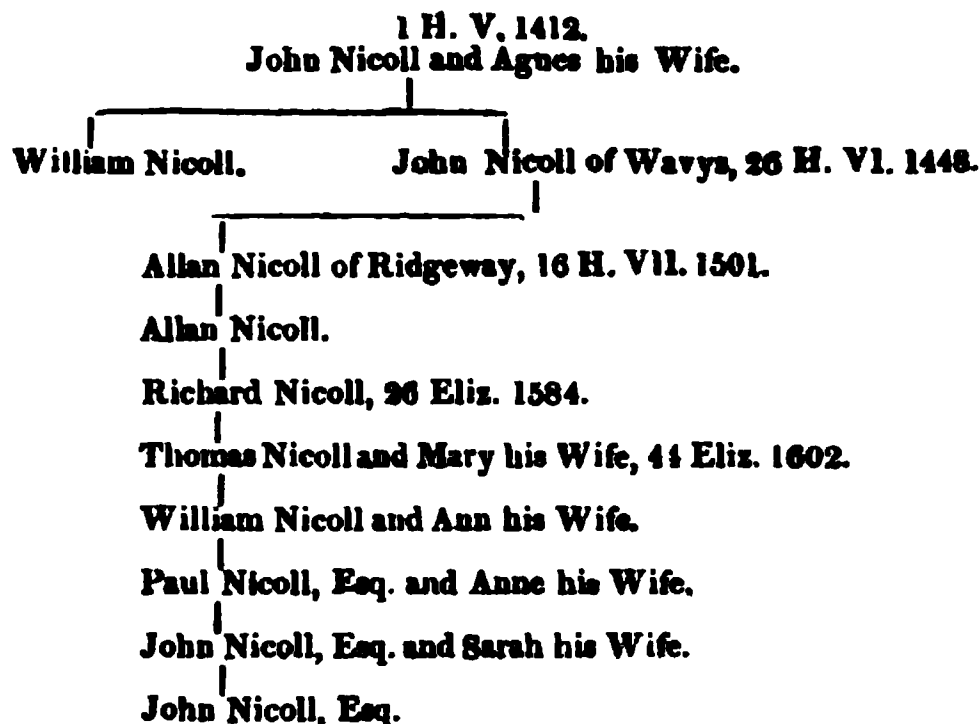 1 H. V. 1412.
John Nicoll and Agnes his Wife.
William Nicoll. John Nicoll of Wavys, 26 H. VI. 1448.
Allan Nicoll of Ridgeway, 16 H. VII. 1501.
Allan Nicoll.
Richard Nicoll, 26 Eliz. 1584.
Thomas Nicoll and Mary his Wife, 44 Eliz. 1602.
William Nicoll and Ann his Wife.
Paul Nicoll, Esq. and Anne his Wife.
John Nicoll, Esq. and Sarah his Wife.
John Nicoll, Esq.